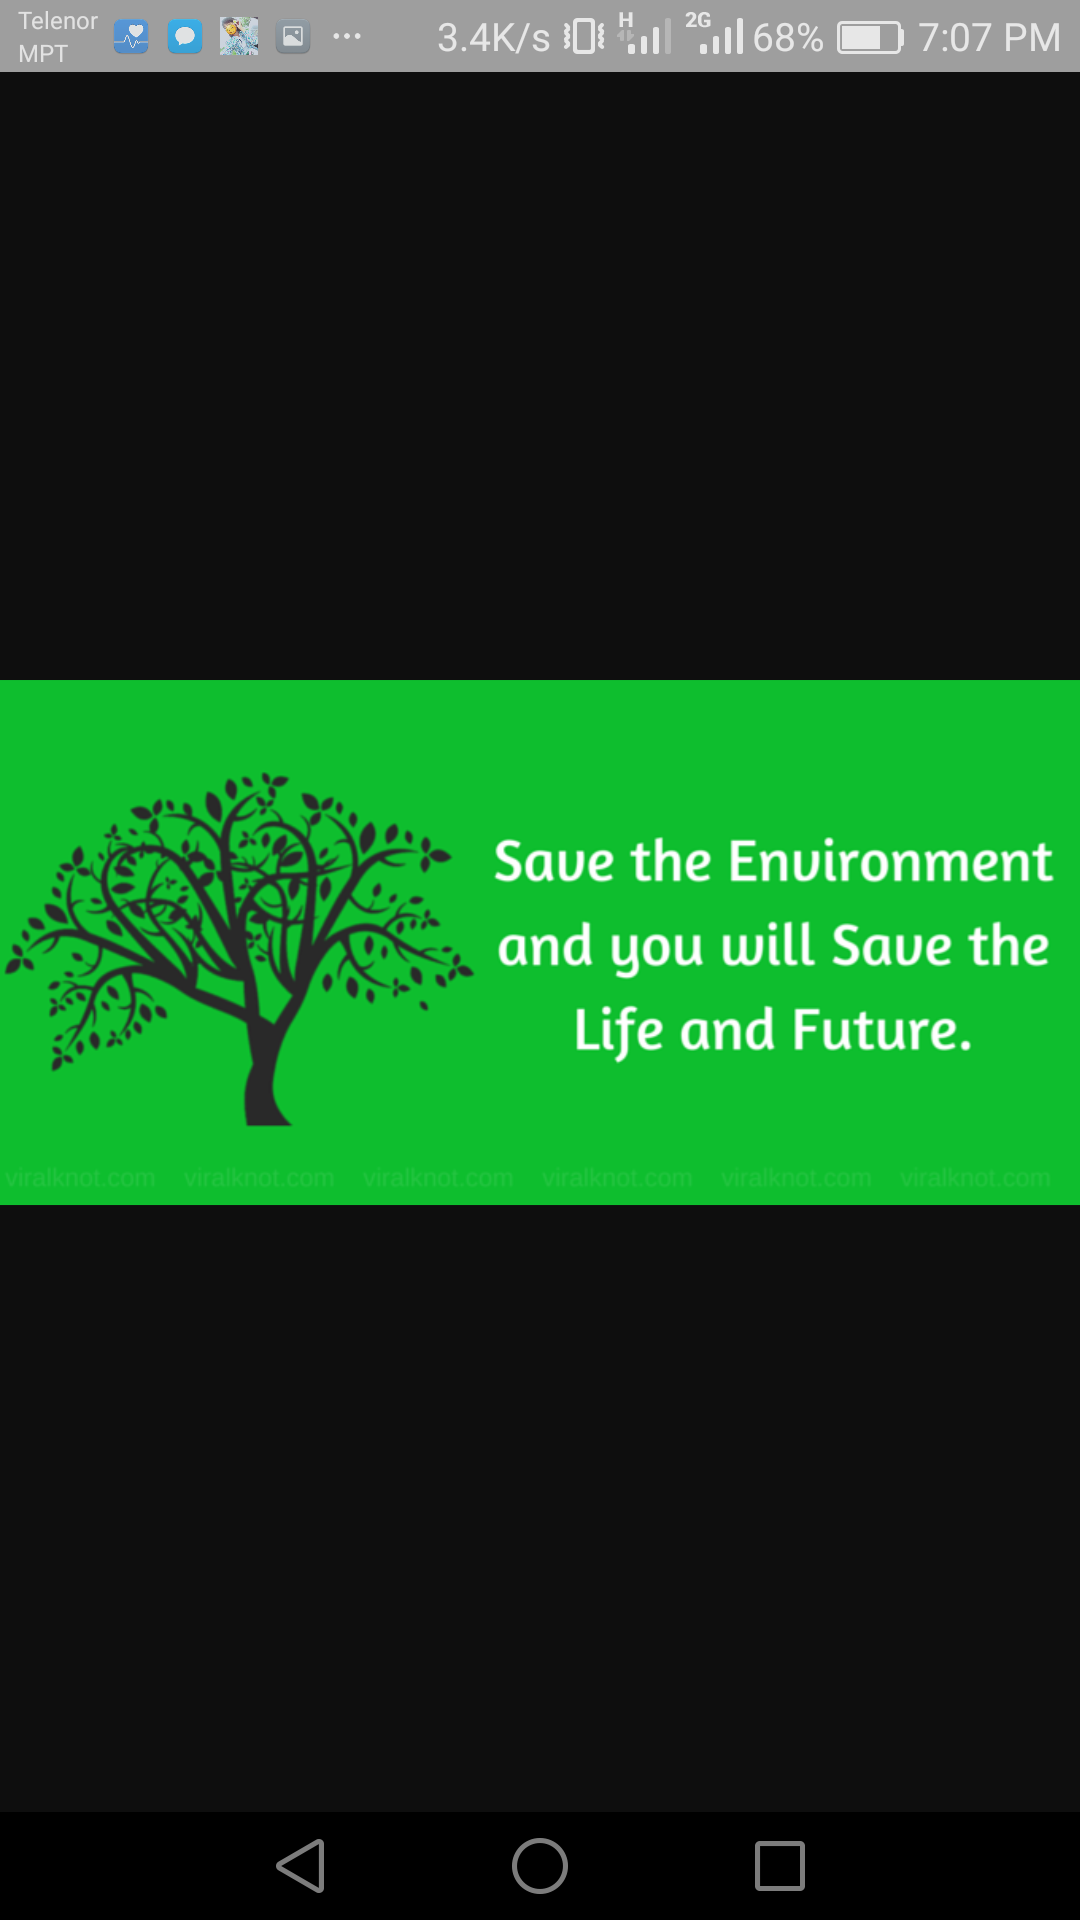 Telenor
MPT
3.4K/s H 2G 68% 7:07 PM
Save the Environment
and you will Save the
Life and Future.
viralknot.com viralknot.com viralknot.com viralknot.com viralknot.com viralknot.com